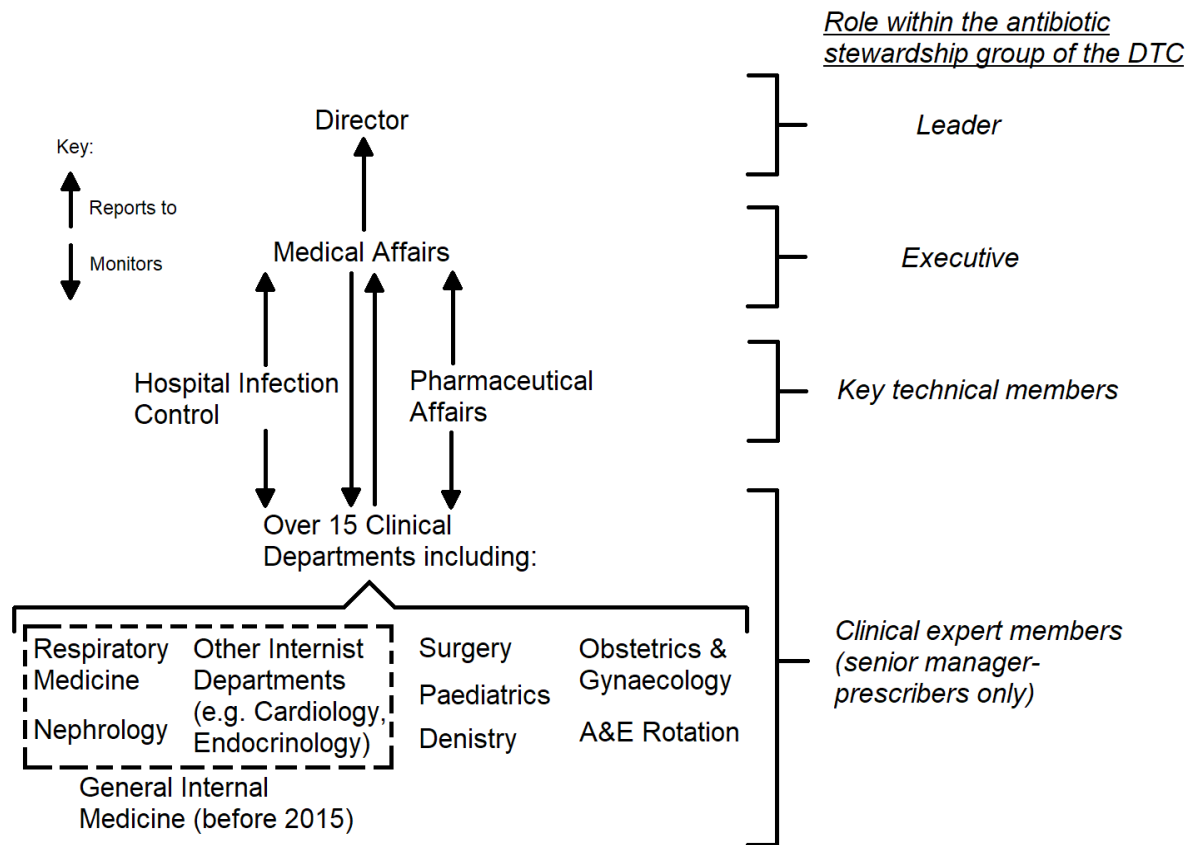 Role within the antibiotic
stewardship group of the DTC
Director
Leader
Key:
Reports to
Monitors
Medical Affairs
Executive
Hospital Infection
Control
Pharmaceutical
Affairs
Key technical members
Over 15 Clinical
Departments including:
Respiratory
Medicine
Nephrology
Other Internist
Departments
(e.g. Cardiology,
Endocrinology)
Surgery
Paediatrics
Denistry
Obstetrics &
Gynaecology
A&E Rotation
General Internal
Medicine (before 2015)
Clinical expert members
(senior manager-
prescribers only)